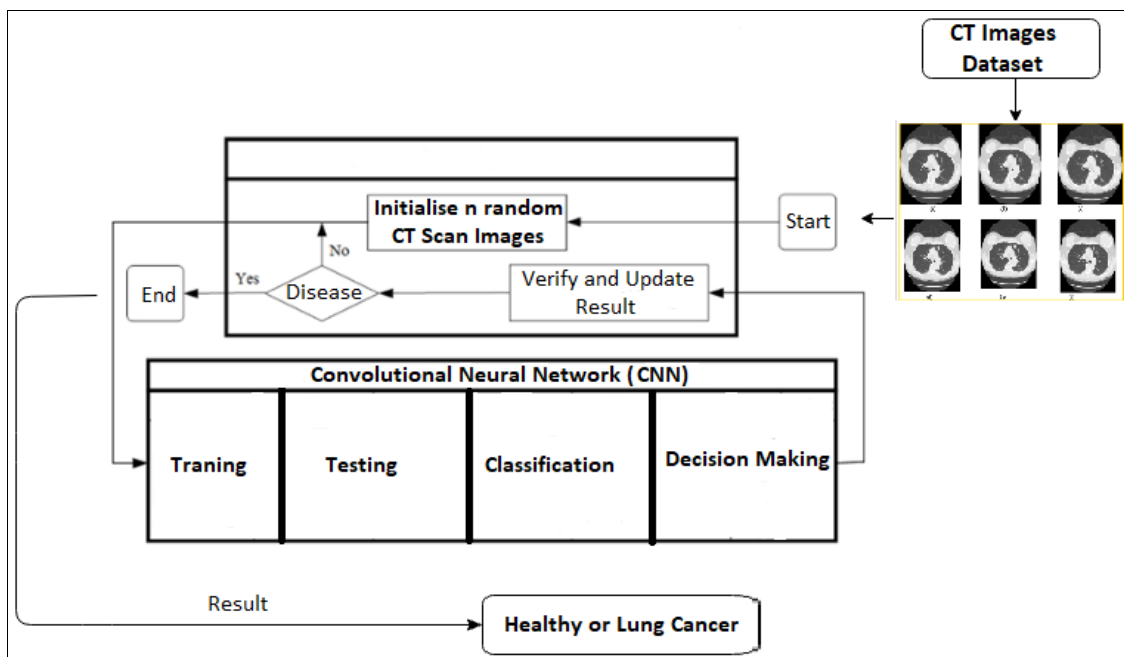 CT Images
Dataset
Start
Initialise n random
CT Scan Images
No
Yes
End
Disease
Verify and Update
Result
Convolutional Neural Network (CNN)
Traning
Testing
Classification
Decision Making
Result
Healthy or Lung Cancer